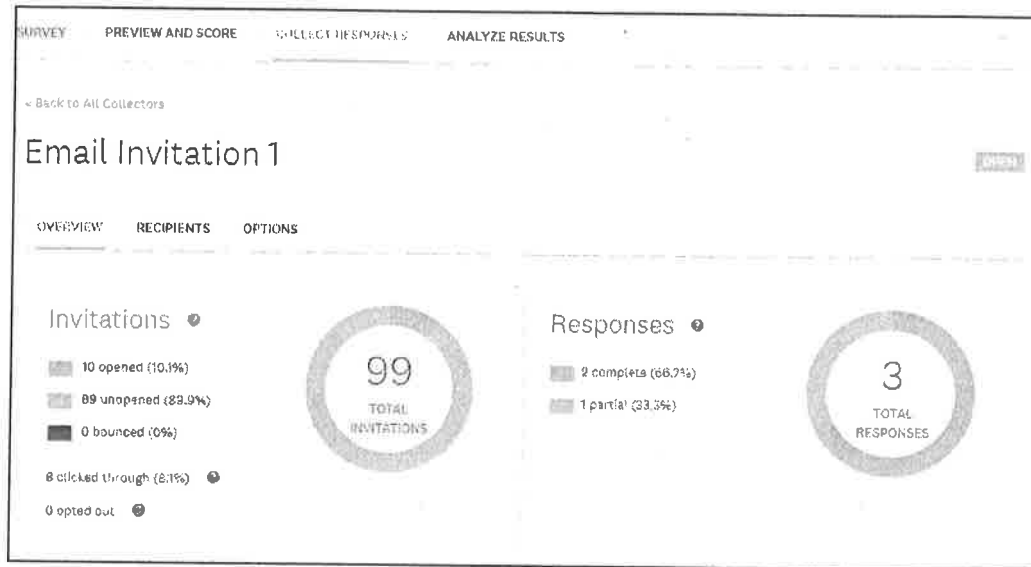 SURVEY PREVIEW AND SCORE COLLECT RESPONSES ANALYZE RESULTS
< Back to All Collectors
Email Invitation 1
OPEN
OVERVIEW RECIPIENTS OPTIONS
Invitations
10 opened (10.1%)
89 unopened (89.9%)
0 bounced (0%)
8 clicked through (8.1%)
0 opted out
99
TOTAL
INVITATIONS
Responses
2 complete (66.7%)
1 partial (33.3%)
3
TOTAL
RESPONSES